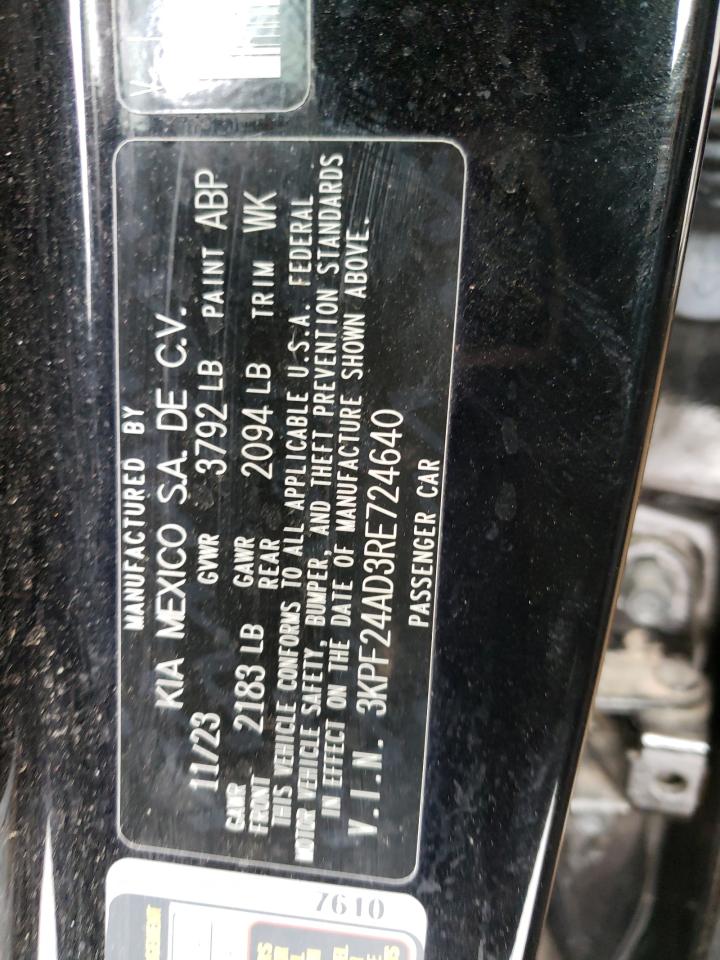 MANUFACTURED BY
KIA MEXICO S.A. DE C.V.
11/23 GVWR 3792 LB PAINT ABP
GAWR FRONT 2183 LB GAWR REAR 2094 LB TRIM WK
THIS VEHICLE CONFORMS TO ALL APPLICABLE U.S.A. FEDERAL
MOTOR VEHICLE SAFETY, BUMPER, AND THEFT PREVENTION STANDARDS
IN EFFECT ON THE DATE OF MANUFACTURE SHOWN ABOVE.
V.I.N. 3KPF24AD3RE724640
PASSENGER CAR
7610